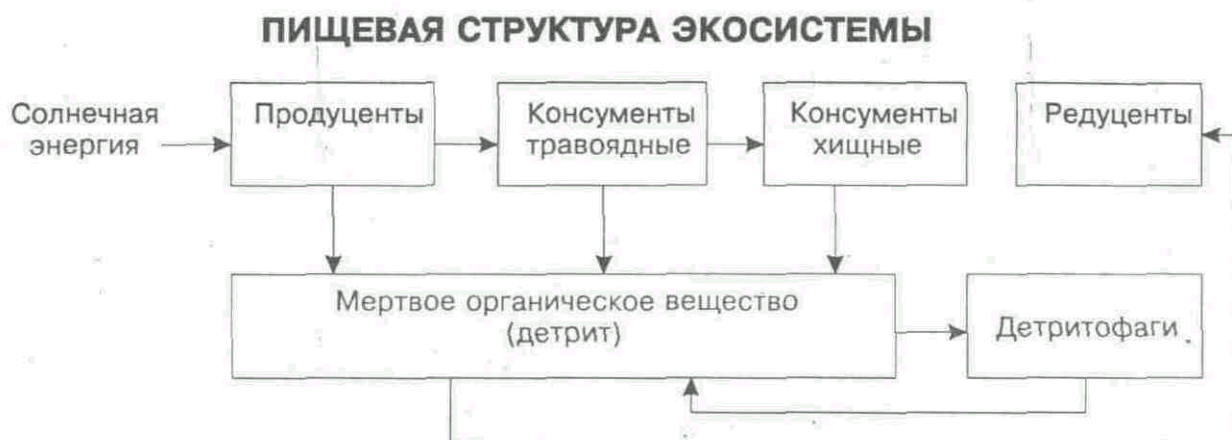 ПИЩЕВАЯ СТРУКТУРА ЭКОСИСТЕМЫ
Солнечная
энергия
Продуценты
Консументы
травоядные
Консументы
хищные
Редуценты
Мертвое органическое вещество
(детрит)
Детритофаги